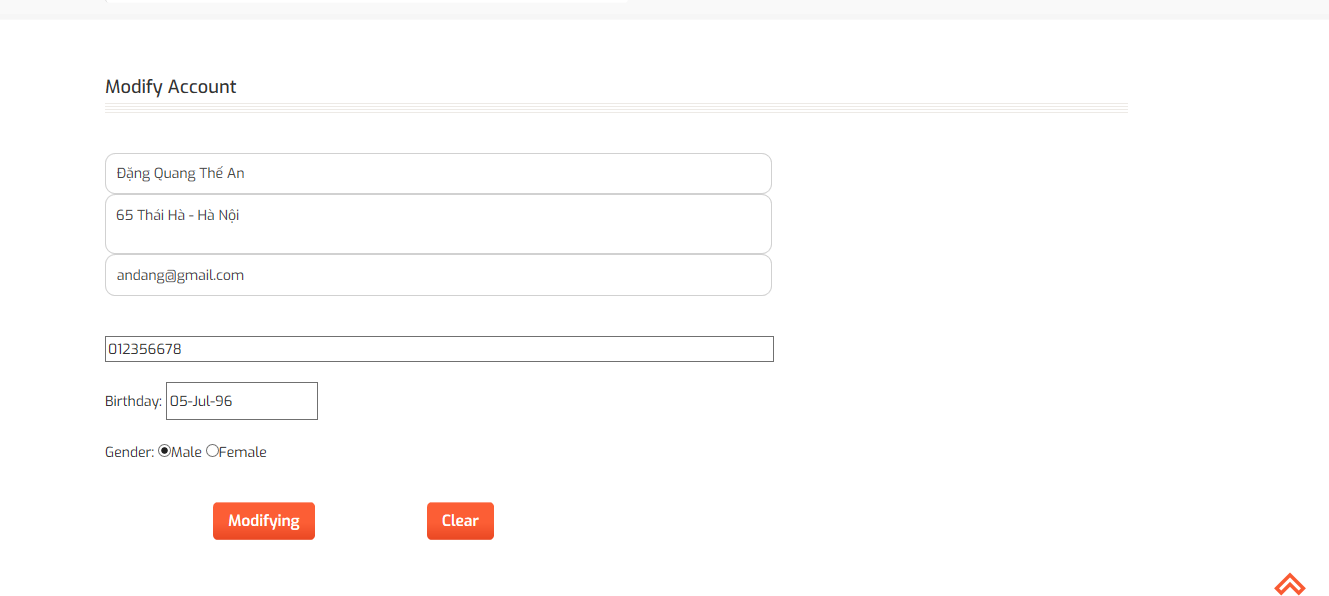 Modify Account
Đặng Quang Thế An
65 Thái Hà - Hà Nội
andang@gmail.com
012356678
Birthday: 05-Jul-96
Gender: Male Female
Modifying Clear